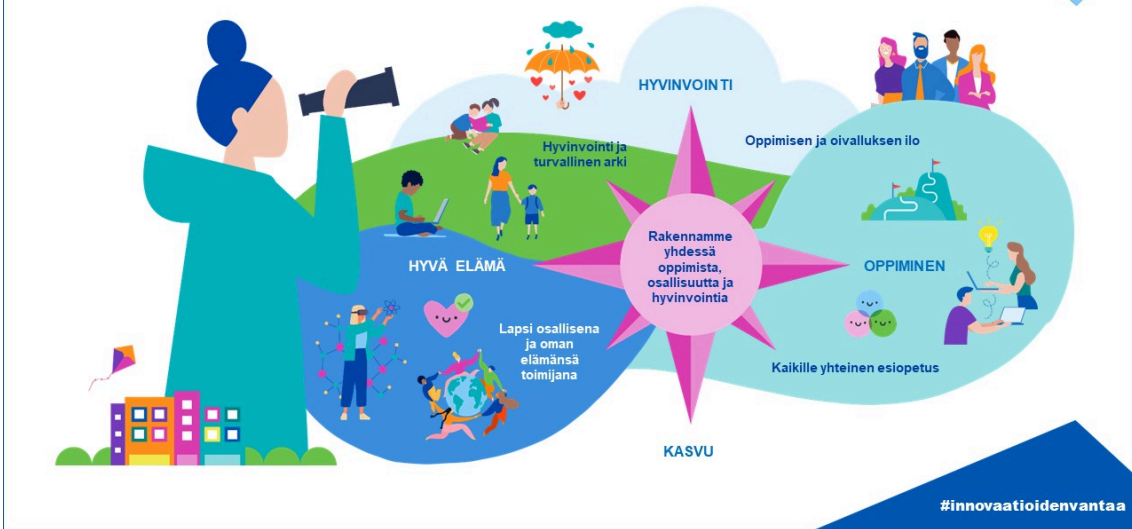 HYVINVOINTI
Hyvinvointi ja
turvallinen arki
Oppimisen ja oivalluksen ilo
HYVÄ ELÄMÄ
Rakennamme
yhdessä
oppimista,
osallisuutta ja
hyvinvointia
OPPIMINEN
Lapsi osallisena
ja oman
elämänsä
toimijana
Kaikille yhteinen esiopetus
KASVU
#innovaatioidenvantaa